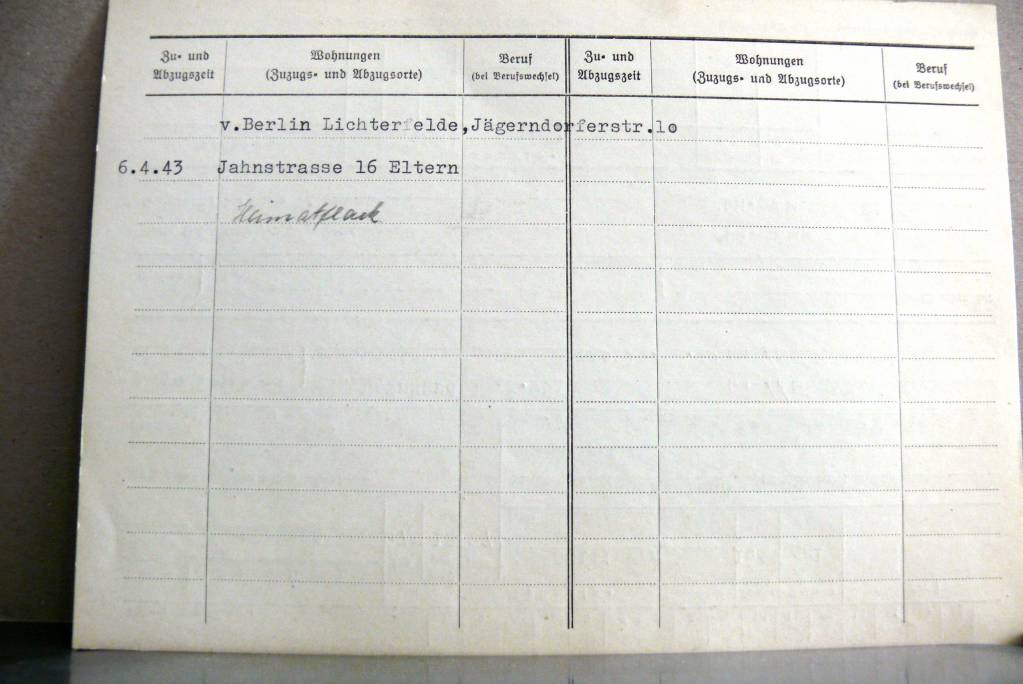 Zu- und Abzugszeit
Wohnungen
(Zuzugs- und Abzugsorte)
Beruf
(bei Berufswechsel)
Zu- und Abzugszeit
Wohnungen
(Zuzugs- und Abzugsorte)
Beruf
(bei Berufswechsel)
v.Berlin Lichterfelde,Jägerndorferstr.lo
6.4.43 Jahnstrasse 16 Eltern
Heimatflack